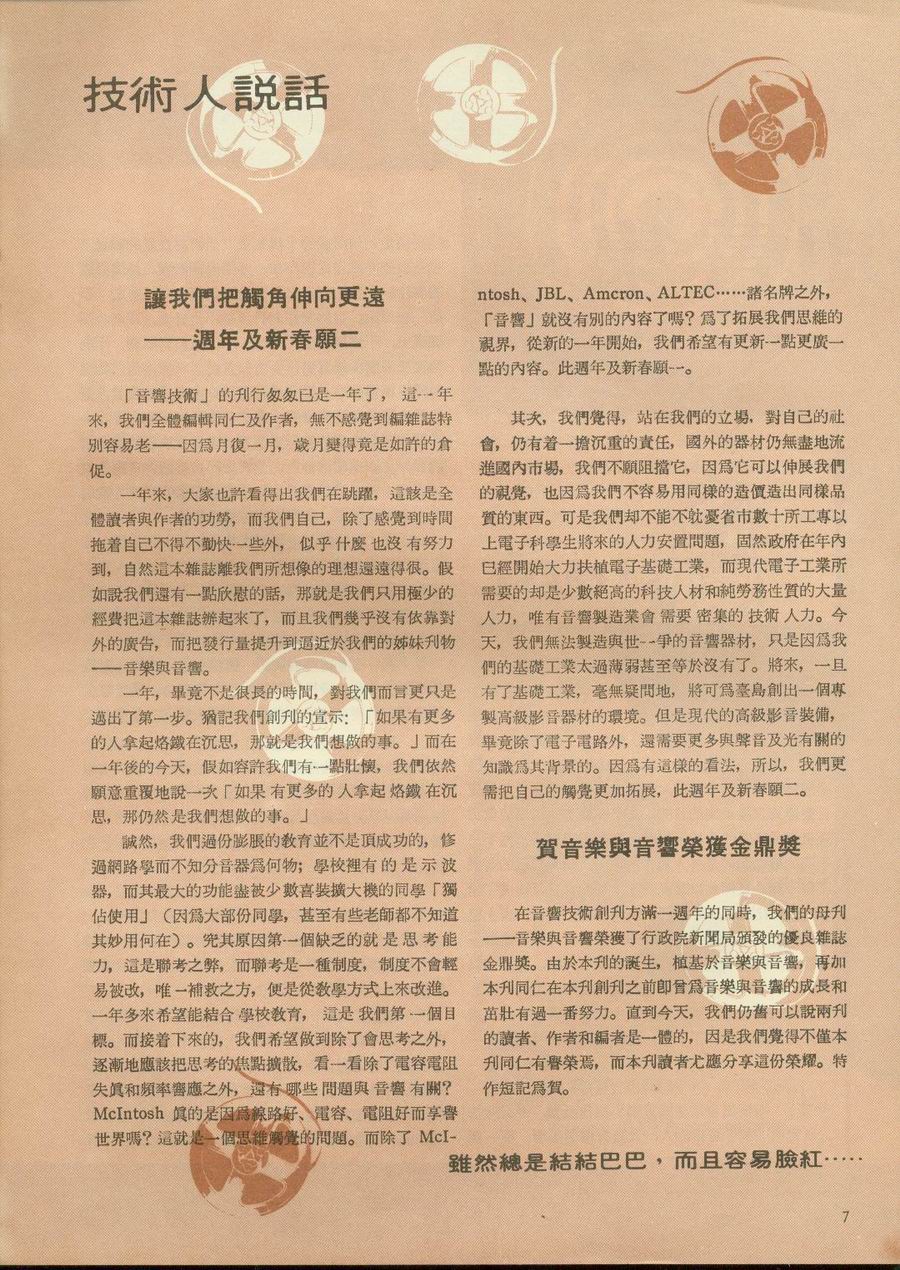 技術人説話
讓我們把觸角伸向更遠
——週年及新春願二
「音響技術」的刋行匆匆已是一年了，這一年
來，我們全體編輯同仁及作者，無不感覺到編雜誌特
別容易老——因爲月復一月，歲月變得竟是如許的倉
促。
一年來，大家也許看得出我們在跳躍，這該是全
體讀者與作者的功勞，而我們自己，除了感覺到時間
拖着自己不得不勤快一些外，似乎什麼也沒有努力
到，自然這本雜誌離我們所想像的理想還遠得很。假
如說我們還有一點欣慰的話，那就是我們只用極少的
經費把這本雜誌辦起來了，而且我們幾乎沒有依靠對
外的廣告，而把發行量提升到逼近於我們的姊妹刋物
——音樂與音響。
一年，畢竟不是很長的時間，對我們而言更只是
邁出了第一步。猶記我們創刋的宣示：「如果有更多
的人拿起烙鐵在沉思，那就是我們想做的事。」而在
一年後的今天，假如容許我們有一點壯懷，我們依然
願意重覆地說一次「如果有更多的人拿起烙鐵在沉
思，那仍然是我們想做的事。」
誠然，我們過份膨脹的敎育並不是頂成功的，修
過網路學而不知分音器爲何物；學校裡有的是示波
器，而其最大的功能盡被少數喜裝擴大機的同學「獨
佔使用」（因爲大部份同學，甚至有些老師都不知道
其妙用何在）。究其原因第一個缺乏的就是思考能
力，這是聯考之弊，而聯考是一種制度，制度不會輕
易被改，唯一補救之方，便是從敎學方式上來改進。
一年多來希望能結合學校敎育，這是我們第一個目
標。而接着下來的，我們希望做到除了會思考之外，
逐漸地應該把思考的焦點擴散，看一看除了電容電阻
失眞和頻率響應之外，還有哪些問題與音響有關？
McIntosh 眞的是因爲線路好、電容、電阻好而享譽
世界嗎？這就是一個思維觸覺的問題。而除了 McI-
ntosh、JBL、Amcron、ALTEC……諸名牌之外，
「音響」就沒有別的內容了嗎？爲了拓展我們思維的
視界，從新的一年開始，我們希望有更新一點更廣一
點的內容。此週年及新春願一。
其次，我們覺得，站在我們的立場，對自己的社
會，仍有着一擔沉重的責任，國外的器材仍無盡地流
進國內市場，我們不願阻擋它，因爲它可以伸展我們
的視覺，也因爲我們不容易用同樣的造價造出同樣品
質的東西。可是我們却不能不躭憂省市數十所工專以
上電子科學生將來的人力安置問題，固然政府在年內
已經開始大力扶植電子基礎工業，而現代電子工業所
需要的却是少數絕高的科技人材和純勞務性質的大量
人力，唯有音響製造業會需要密集的技術人力。今
天，我們無法製造與世一爭的音響器材，只是因爲我
們的基礎工業太過薄弱甚至等於沒有了。將來，一旦
有了基礎工業，毫無疑問地，將可爲臺島創出一個專
製高級影音器材的環境。但是現代的高級影音裝備，
畢竟除了電子電路外，還需要更多與聲音及光有關的
知識爲其背景的。因爲有這樣的看法，所以，我們更
需把自己的觸覺更加拓展，此週年及新春願二。
賀音樂與音響榮獲金鼎獎
在音響技術創刋方滿一週年的同時，我們的母刋
——音樂與音響榮獲了行政院新聞局頒發的優良雜誌
金鼎獎。由於本刋的誕生，植基於音樂與音響，再加
本刋同仁在本刋創刋之前卽曾爲音樂與音響的成長和
茁壯有過一番努力。直到今天，我們仍舊可以說兩刋
的讀者、作者和編者是一體的，因是我們覺得不僅本
刋同仁有譽榮焉，而本刋讀者尤應分享這份榮耀。特
作短記爲賀。
雖然總是結結巴巴，而且容易臉紅……
7